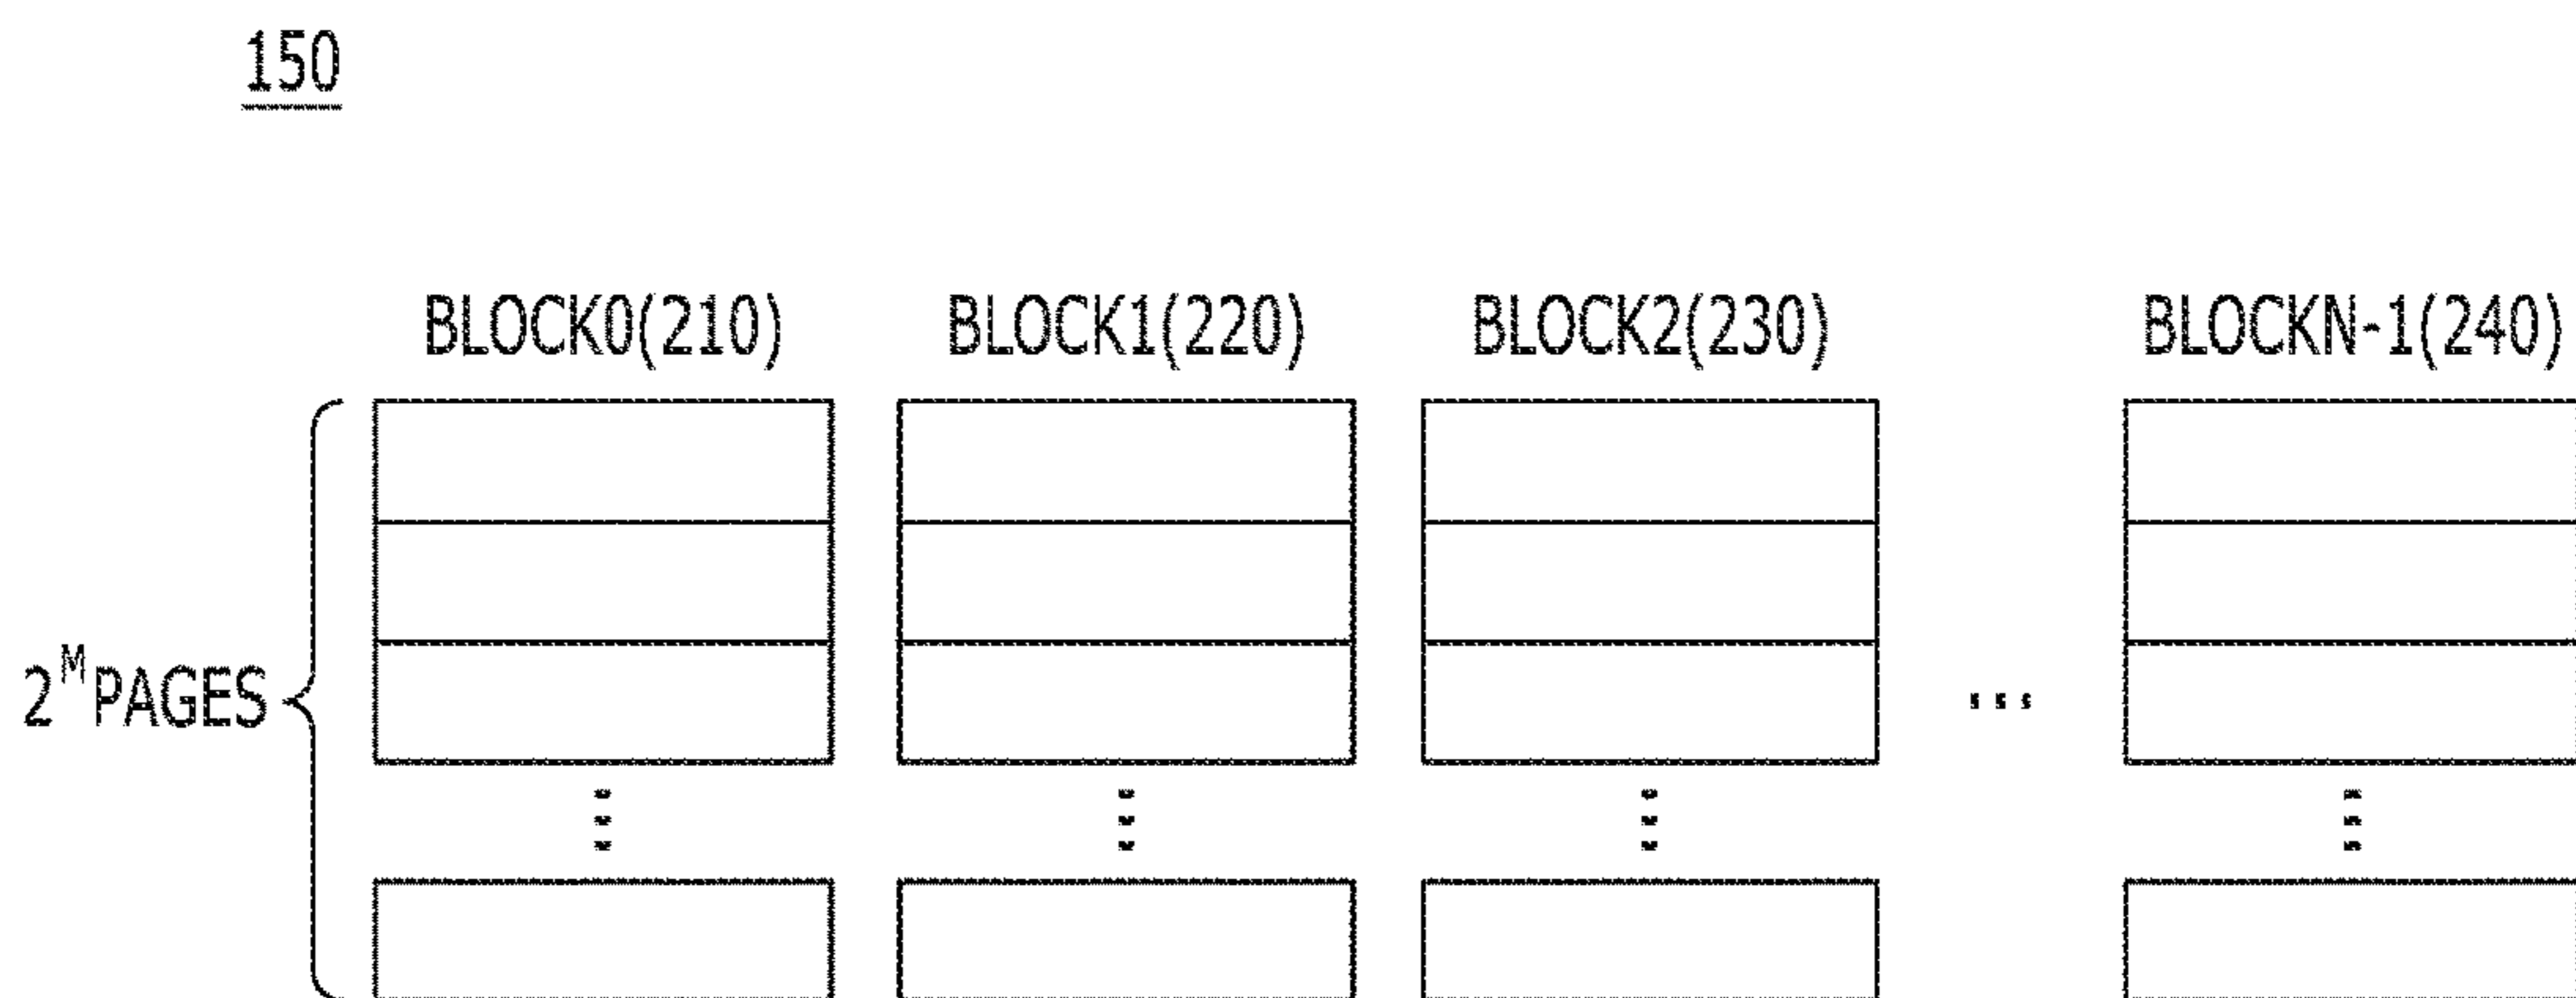 150
BLOCK0(210) BLOCK1(220) BLOCK2(230) BLOCKN-1(240)
2^M PAGES
...